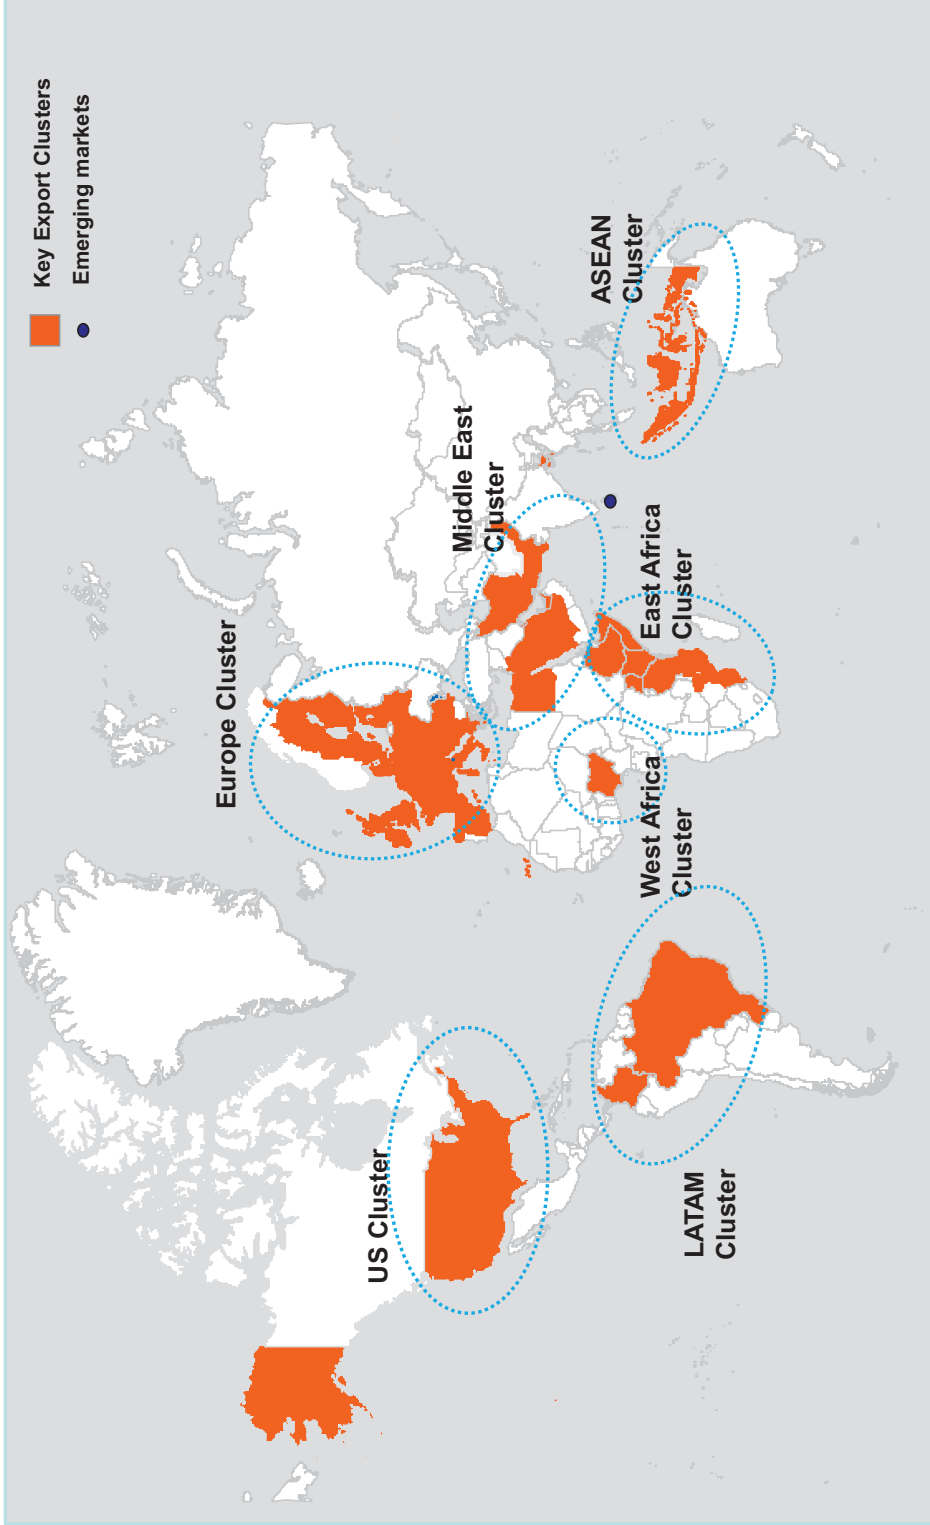 Key Export Clusters
Emerging markets
Europe Cluster
US Cluster
Middle East
Cluster
ASEAN
Cluster
East Africa
Cluster
West Africa
Cluster
LATAM
Cluster